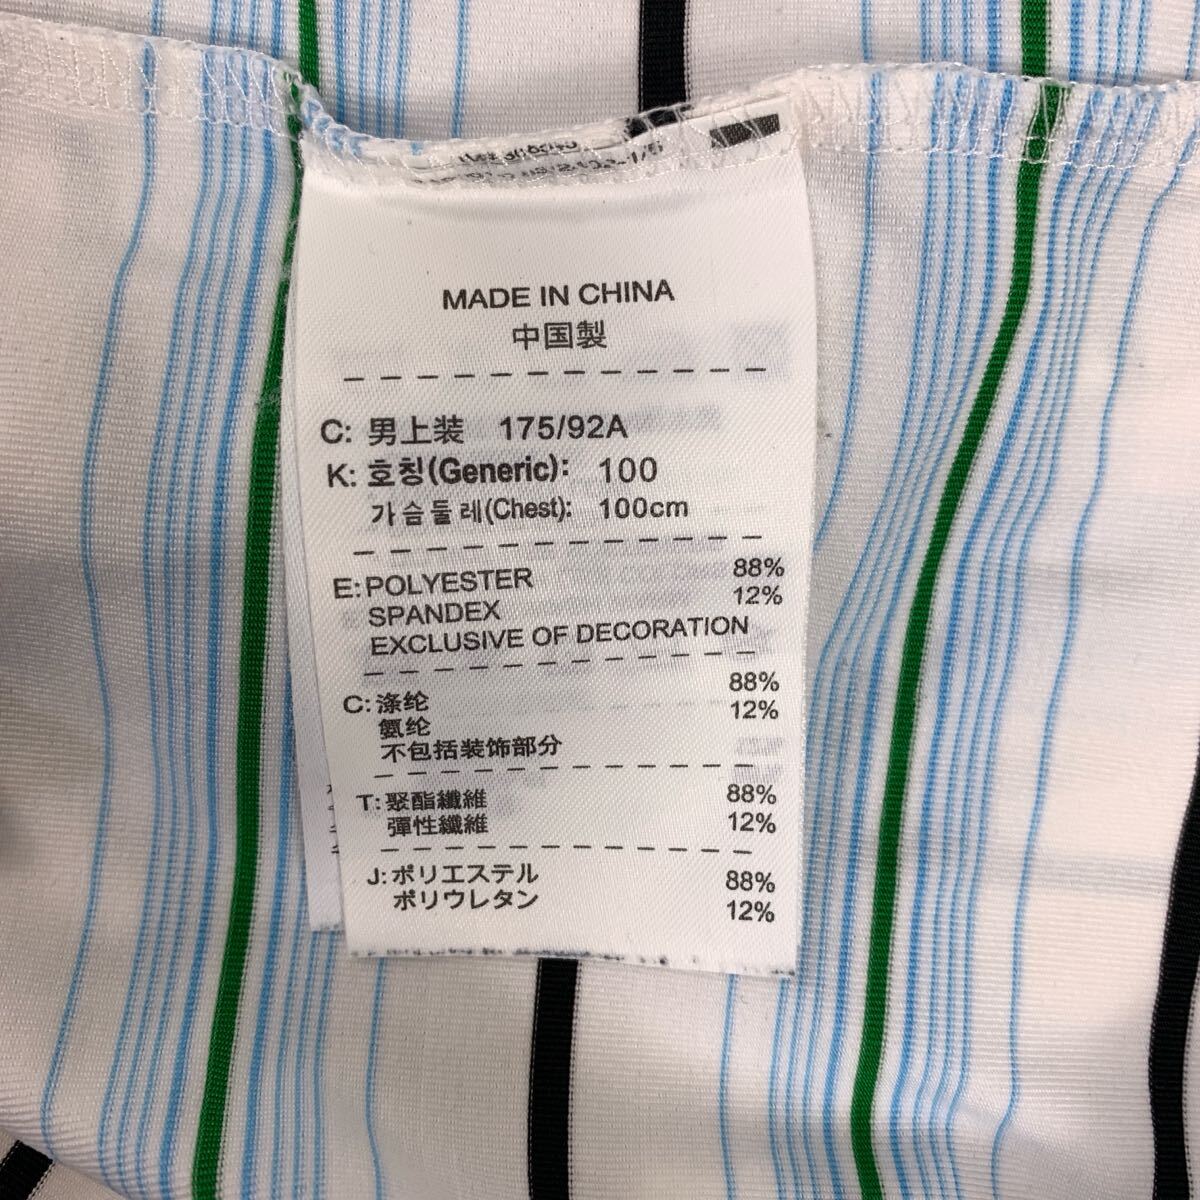 MADE IN CHINA
中国製
C: 男上装 175/92A
K: 호칭(Generic): 100
가슴둘레(Chest): 100cm
E: POLYESTER 88%
SPANDEX 12%
EXCLUSIVE OF DECORATION
C: 涤纶 88%
氨纶 12%
不包括装饰部分
T: 聚酯纖維 88%
彈性纖維 12%
J: ポリエステル 88%
ポリウレタン 12%